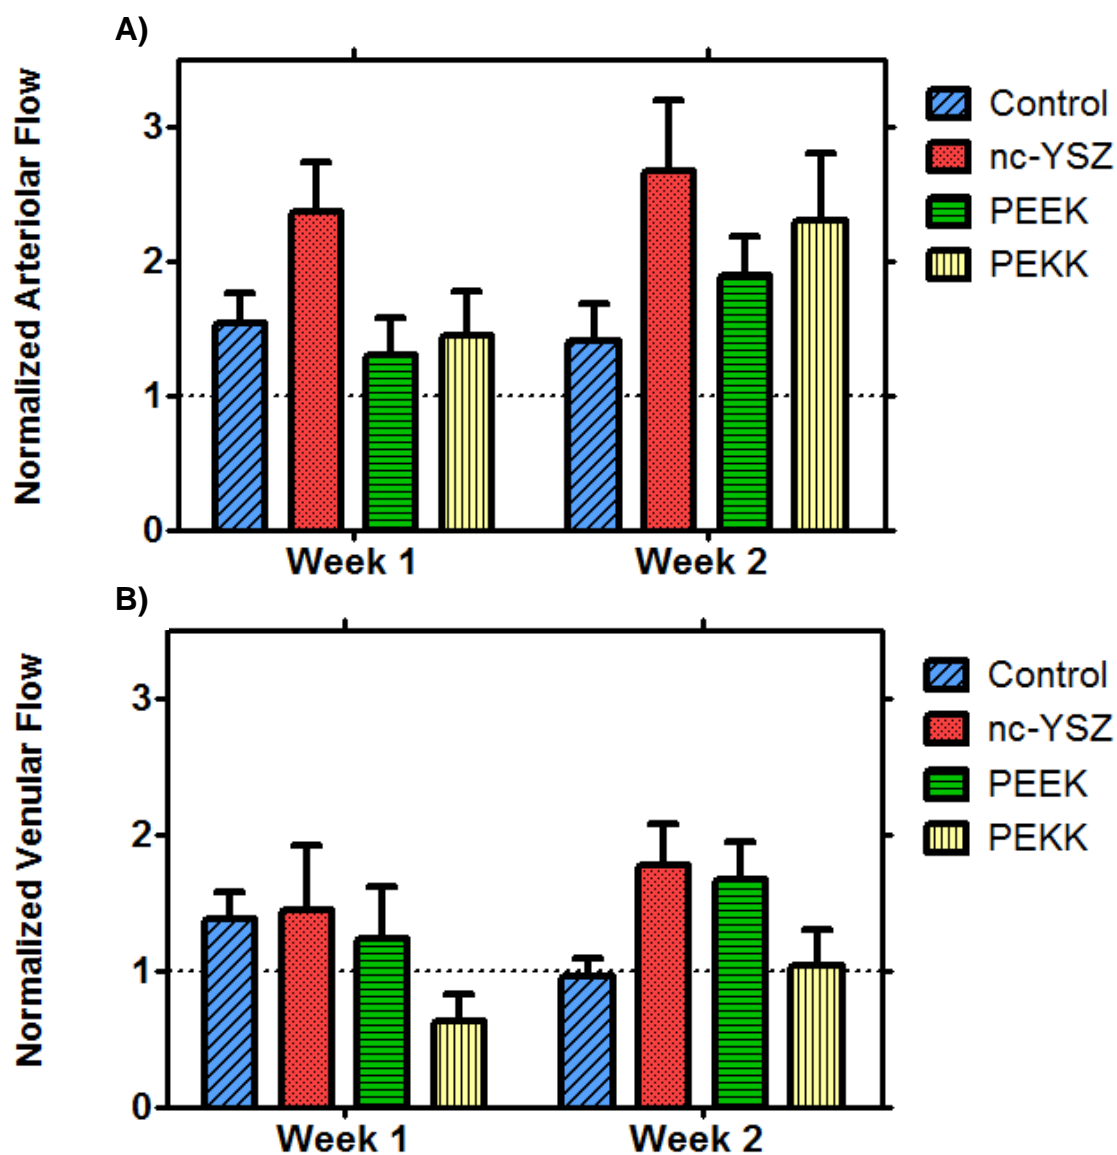 A)
Normalized Arteriolar Flow
3
2
1
0
Week 1
Week 2
Control
nc-YSZ
PEEK
PEKK
B)
Normalized Venular Flow
3
2
1
0
Week 1
Week 2
Control
nc-YSZ
PEEK
PEKK